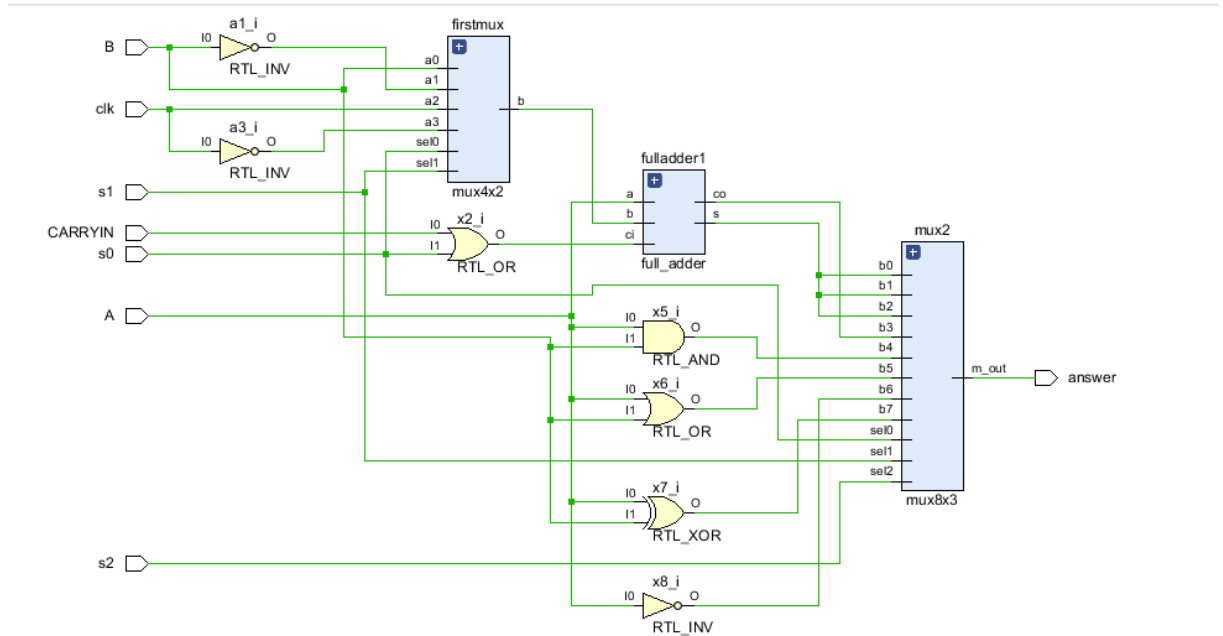 a1_i
I0
O
RTL_INV
B
firstmux
a0
a1
a2
a3
sel0
sel1
b
mux4x2
clk
a3_i
I0
O
RTL_INV
s1
CARRYIN
s0
x2_i
I0
I1
O
RTL_OR
fulladder1
a
b
ci
co
s
full_adder
A
x5_i
I0
I1
O
RTL_AND
x6_i
I0
I1
O
RTL_OR
x7_i
I0
I1
O
RTL_XOR
s2
x8_i
I0
O
RTL_INV
mux2
b0
b1
b2
b3
b4
b5
b6
b7
sel0
sel1
sel2
m_out
mux8x3
answer